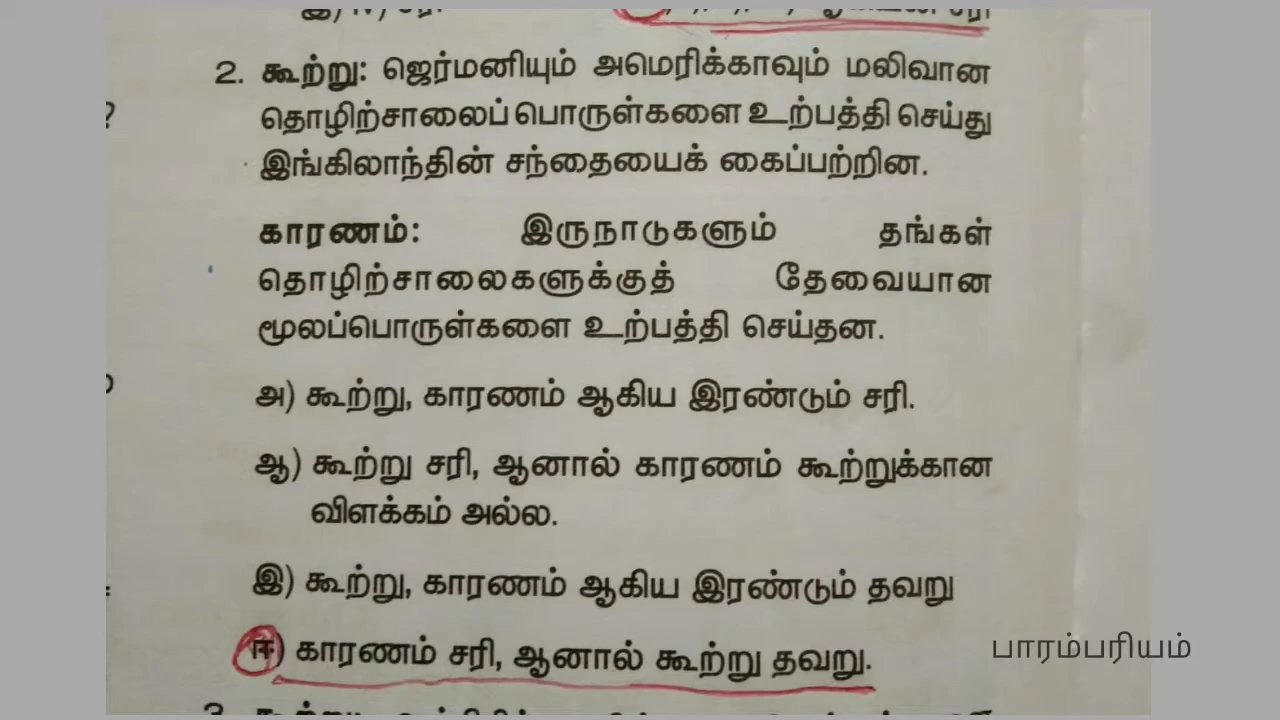 2. கூற்று: ஜெர்மனியும் அமெரிக்காவும் மலிவான
தொழிற்சாலைப் பொருள்களை உற்பத்தி செய்து
இங்கிலாந்தின் சந்தையைக் கைப்பற்றின.
காரணம்: இருநாடுகளும் தங்கள்
தொழிற்சாலைகளுக்குத் தேவையான
மூலப்பொருள்களை உற்பத்தி செய்தன.
அ) கூற்று, காரணம் ஆகிய இரண்டும் சரி.
ஆ) கூற்று சரி, ஆனால் காரணம் கூற்றுக்கான
விளக்கம் அல்ல.
இ) கூற்று, காரணம் ஆகிய இரண்டும் தவறு
ஈ) காரணம் சரி, ஆனால் கூற்று தவறு.
பாரம்பரியம்